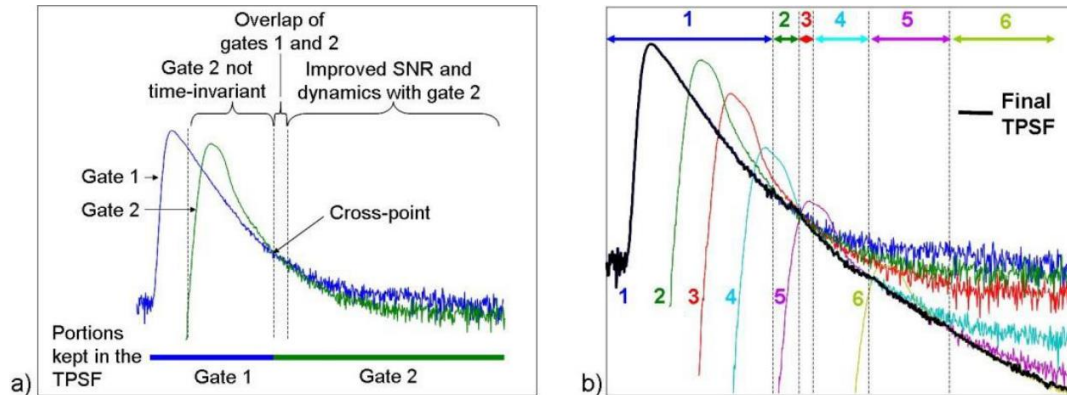 Overlap of
gates 1 and 2
Gate 2 not
time-invariant
Improved SNR and
dynamics with gate 2
Gate 1
Gate 2
Cross-point
Portions
kept in the
TPSF
Gate 1
Gate 2
a)
1
2
3
4
5
6
Final
TPSF
1
2
3
4
5
6
b)